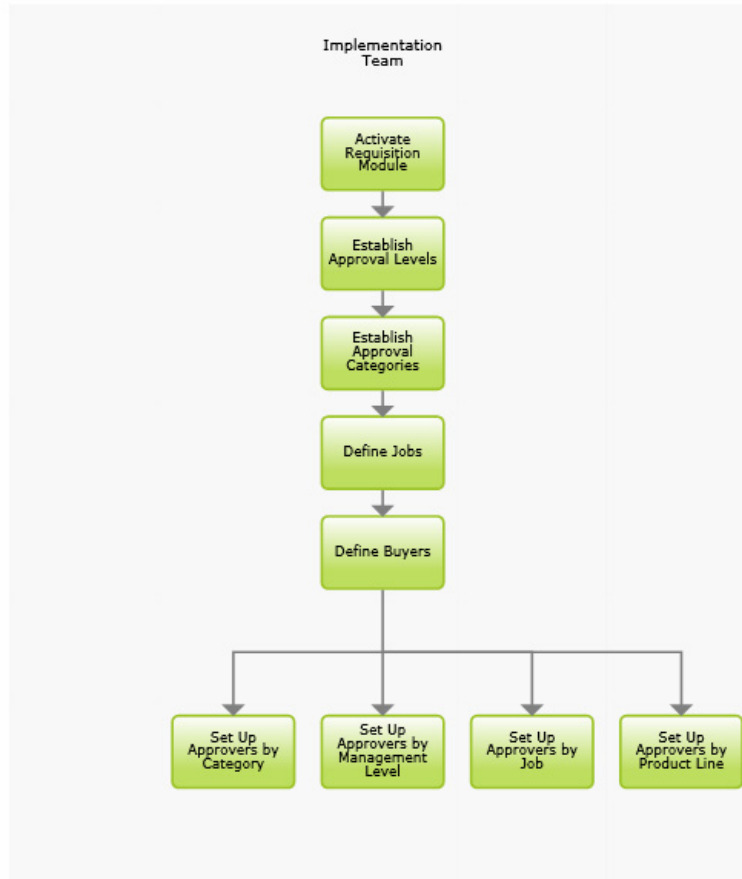 Implementation
Team
Activate
Requisition
Module
Establish
Approval Levels
Establish
Approval
Categories
Define Jobs
Define Buyers
Set Up
Approvers by
Category
Set Up
Approvers by
Management
Level
Set Up
Approvers by
Job
Set Up
Approvers by
Product Line